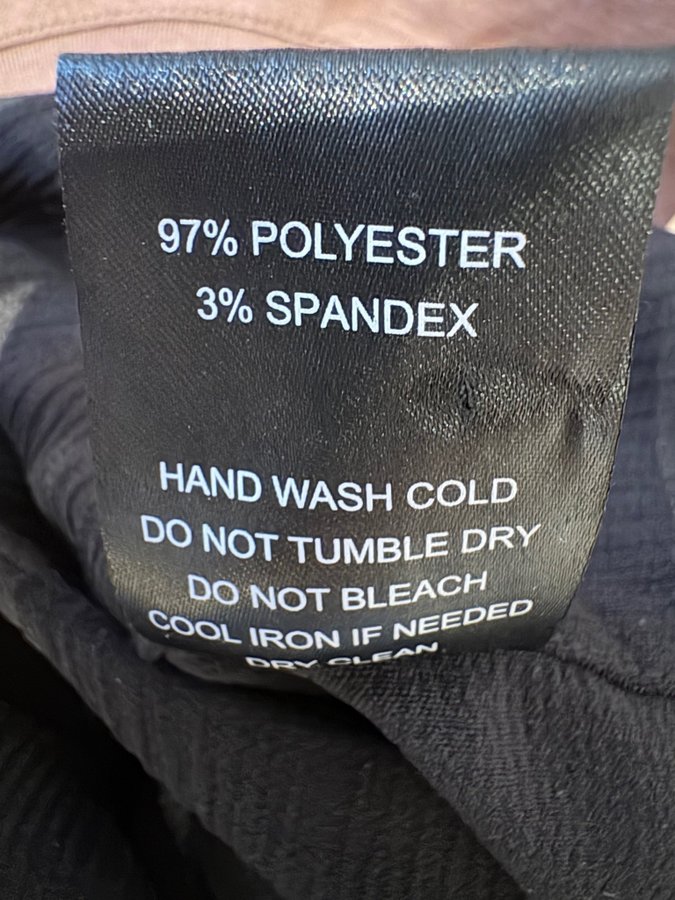 97% POLYESTER
3% SPANDEX
HAND WASH COLD
DO NOT TUMBLE DRY
DO NOT BLEACH
COOL IRON IF NEEDED
DRY CLEAN